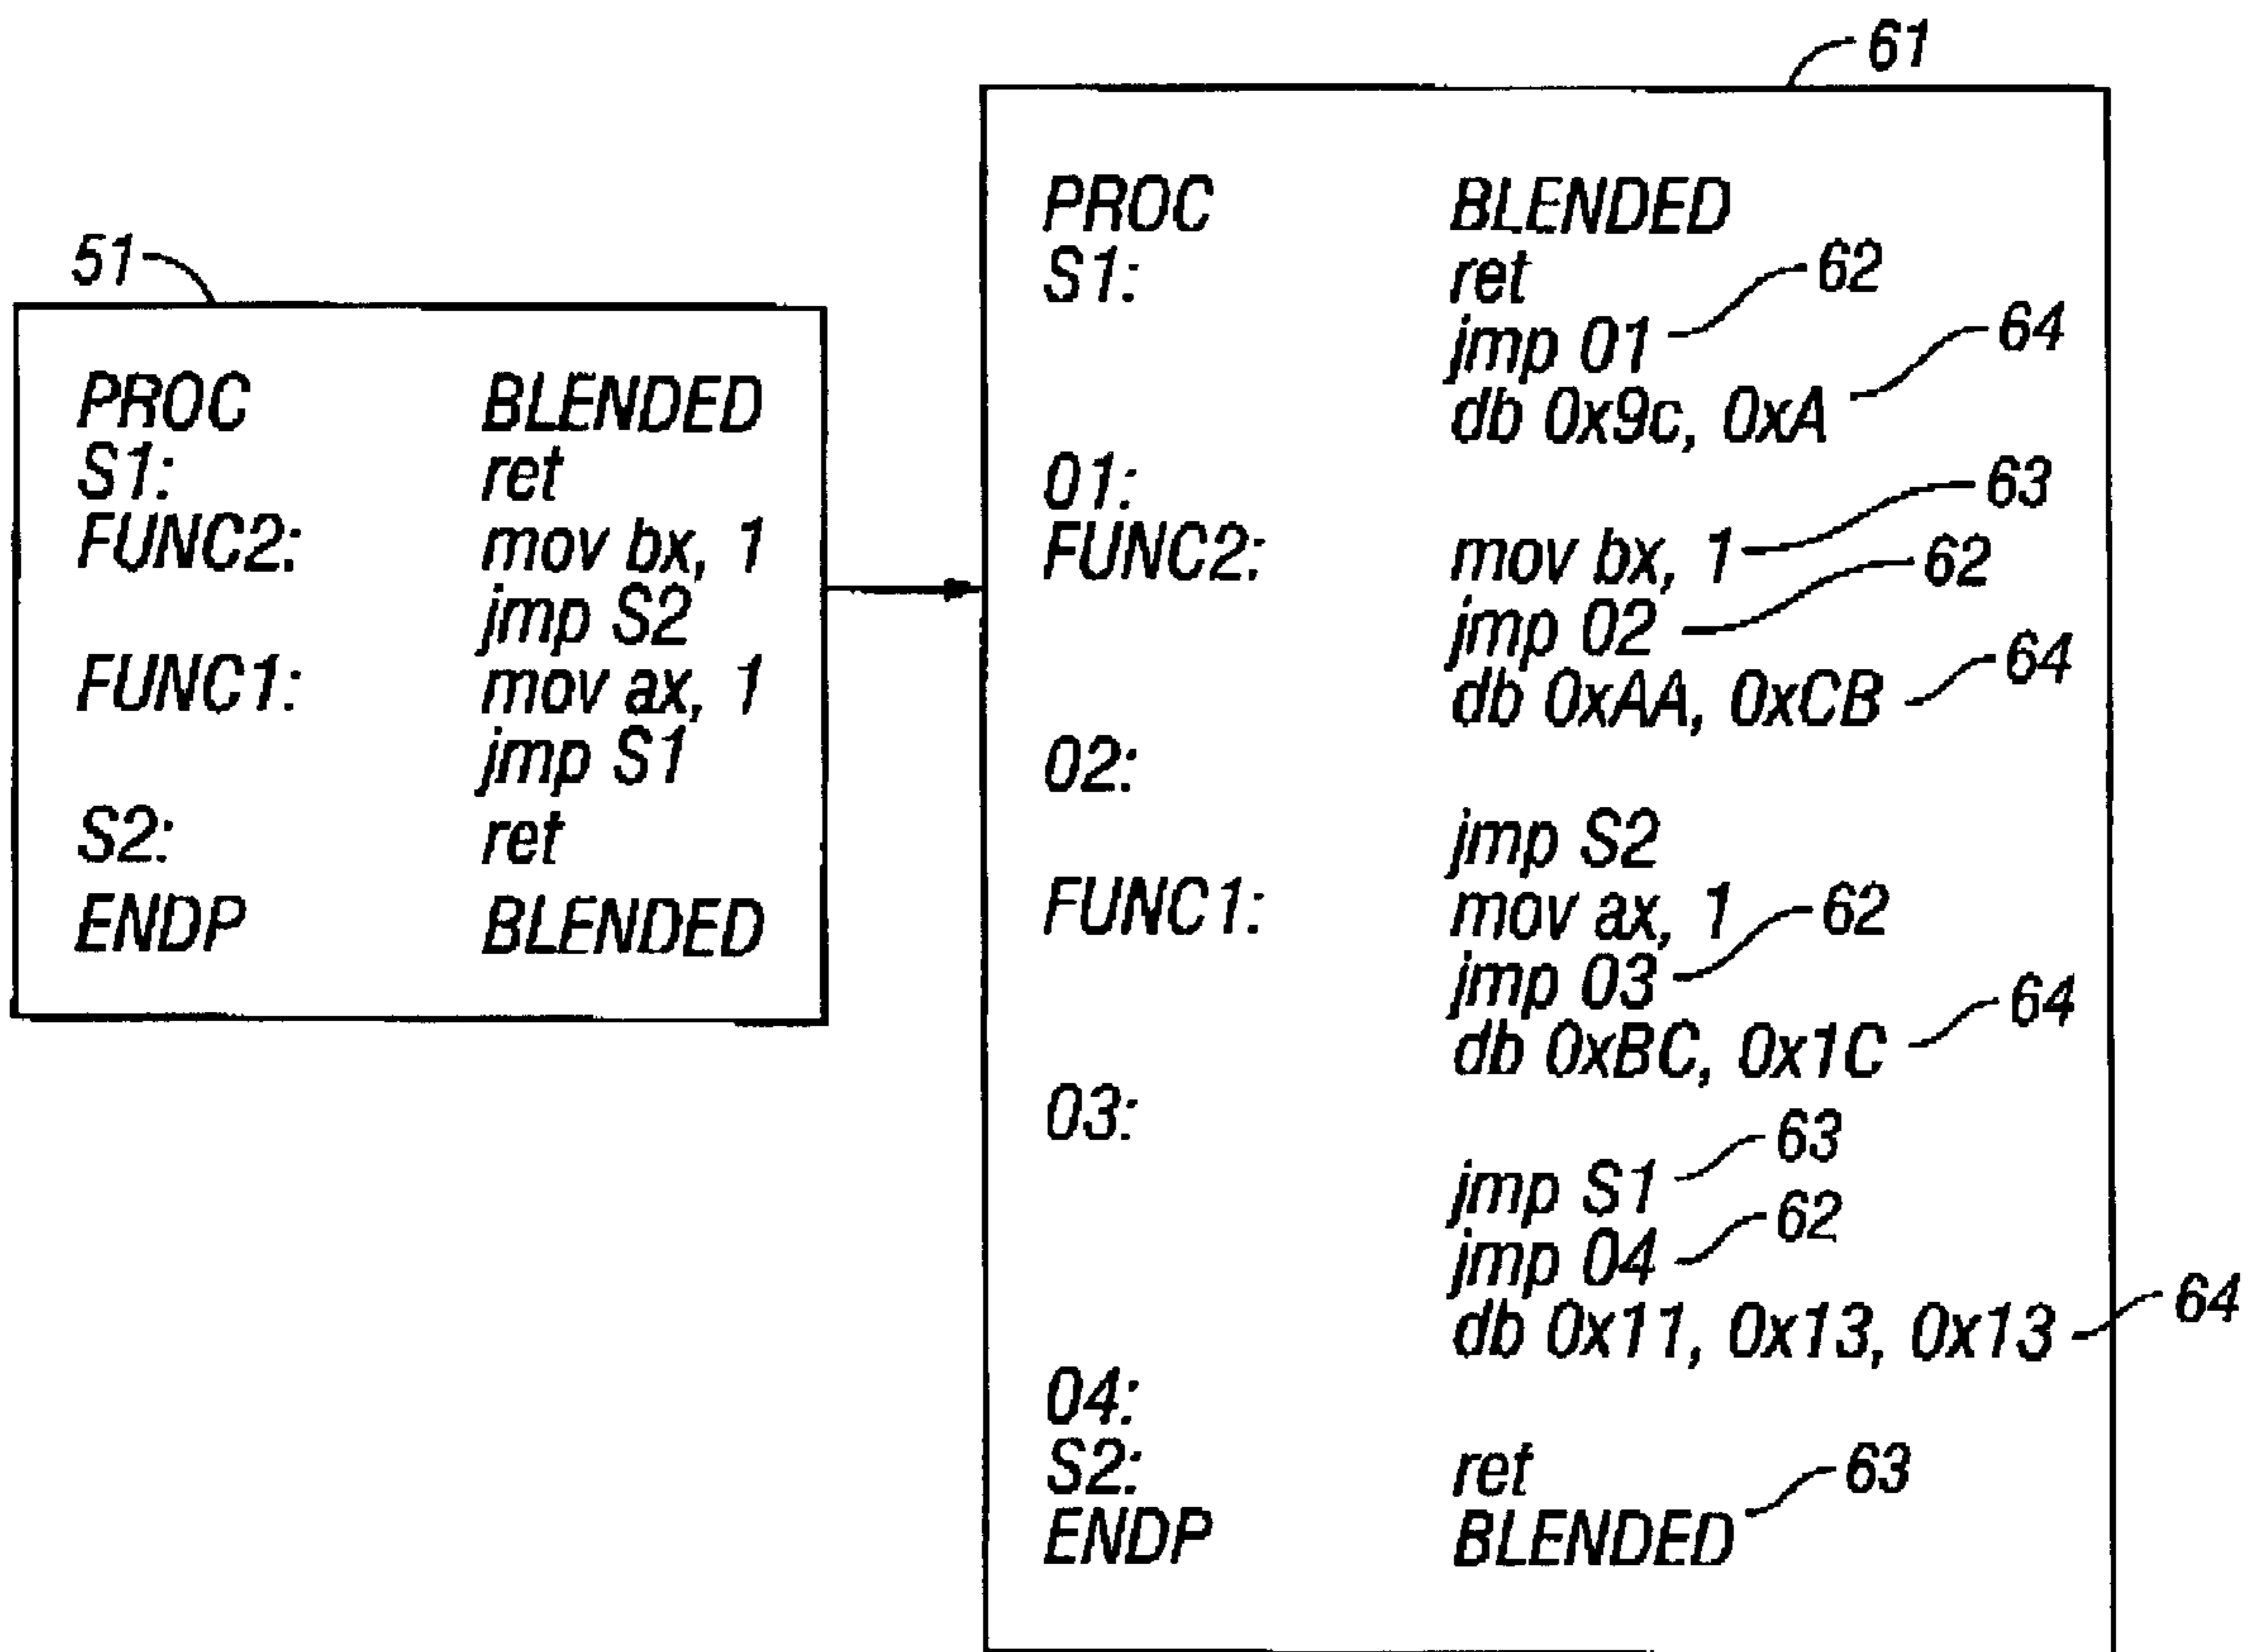 51
PROC BLENDED
S1: ret
FUNC2: mov bx, 1
jmp S2
FUNC1: mov ax, 1
jmp S1
S2: ret
ENDP BLENDED
61
PROC BLENDED
S1: ret 62
jmp 01 64
db 0x9c, 0xA
01: 63
FUNC2: mov bx, 1 62
jmp 02
db 0xAA, 0xCB 64
02:
jmp S2
FUNC1: mov ax, 1 62
jmp 03
db 0xBC, 0x1C 64
03:
jmp S1 63
jmp 04 62
db 0x11, 0x13, 0x13 64
04:
S2: ret 63
ENDP BLENDED